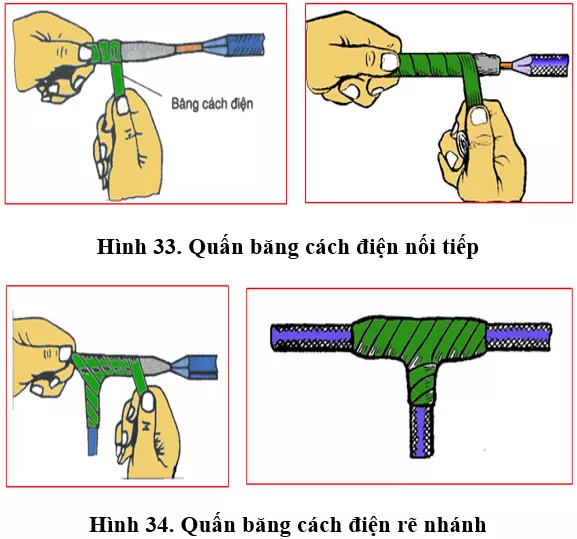 Băng cách điện
Hình 33. Quấn băng cách điện nối tiếp
Hình 34. Quấn băng cách điện rẽ nhánh